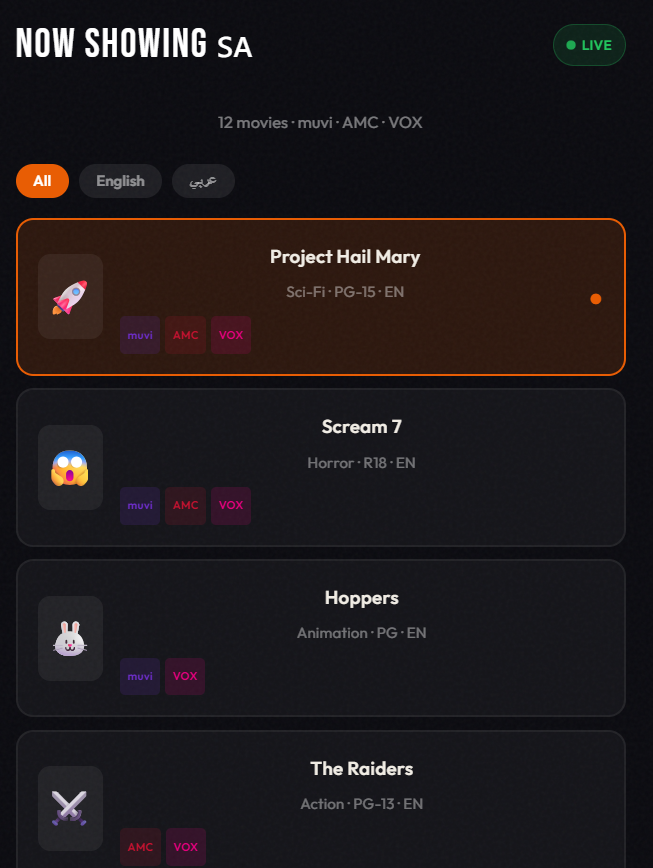 NOW SHOWING SA
LIVE
12 movies · muvi · AMC · VOX
All English عربي
Project Hail Mary
Sci-Fi · PG-15 · EN
muvi AMC VOX
Scream 7
Horror · R18 · EN
muvi AMC VOX
Hoppers
Animation · PG · EN
muvi VOX
The Raiders
Action · PG-13 · EN
AMC VOX